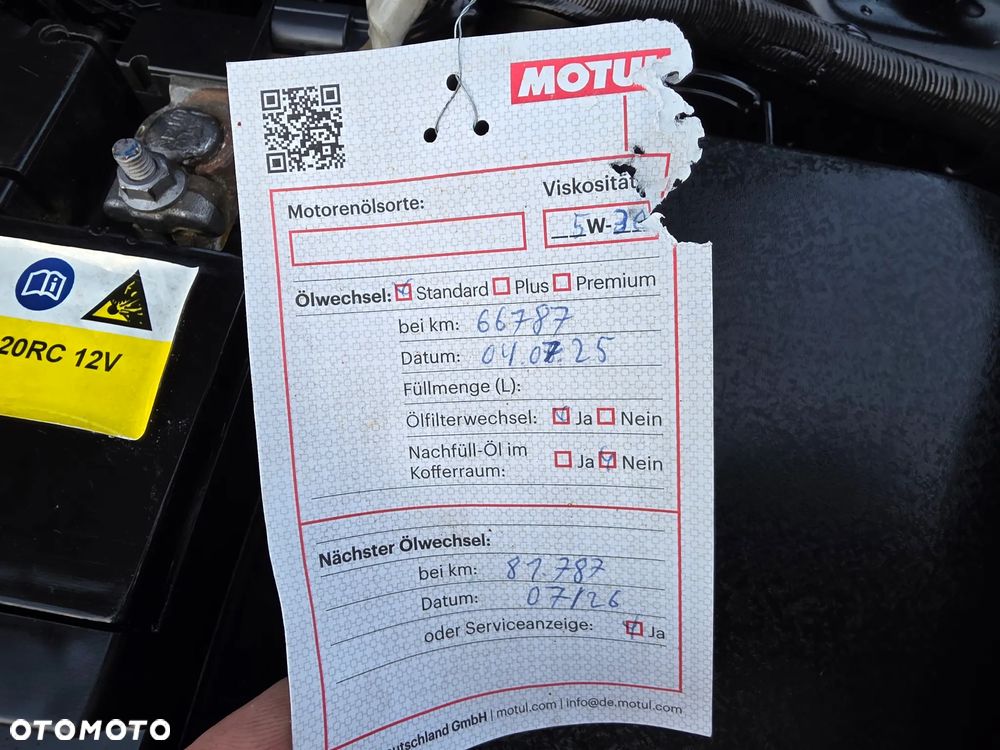 MOTUL
Motorenölsorte:
Viskosität
5W-30
Ölwechsel: Standard Plus Premium
bei km: 66787
Datum: 04.07.25
Füllmenge (L):
Ölfilterwechsel: Ja Nein
Nachfüll-Öl im
Kofferraum: Ja Nein
Nächster Ölwechsel:
bei km: 81.787
Datum: 07/26
oder Serviceanzeige: Ja
GmbH | motul.com | info@de.motul.com
20RC 12V
OTOMOTO